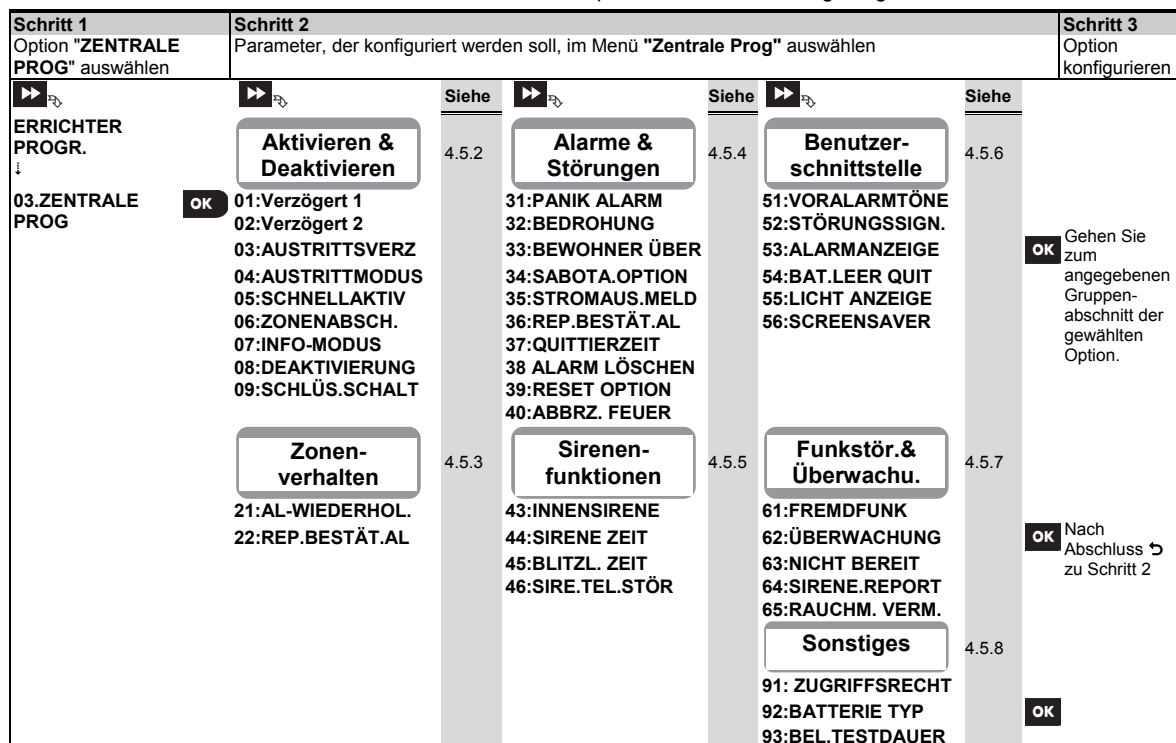 Schritt 1
Option "ZENTRALE
PROG" auswählen
Schritt 2
Parameter, der konfiguriert werden soll, im Menü "Zentrale Prog" auswählen
Schritt 3
Option
konfigurieren
ERRICHTER
PROGR.
03.ZENTRALE
PROG
OK
Siehe
Aktivieren &
Deaktivieren
4.5.2
01:Verzögert 1
02:Verzögert 2
03:AUSTRITTSVERZ
04:AUSTRITTMODUS
05:SCHNELLAKTIV
06:ZONENABSCH.
07:INFO-MODUS
08:DEAKTIVIERUNG
09:SCHLÜS.SCHALT
Zonen-
verhalten
4.5.3
21:AL-WIEDERHOL.
22:REP.BESTÄT.AL
Siehe
Alarme &
Störungen
4.5.4
31:PANIK ALARM
32:BEDROHUNG
33:BEWOHNER ÜBER
34:SABOTA.OPTION
35:STROMAUS.MELD
36:REP.BESTÄT.AL
37:QUITTIERZEIT
38 ALARM LÖSCHEN
39:RESET OPTION
40:ABBRZ. FEUER
Sirenen-
funktionen
4.5.5
43:INNENSIRENE
44:SIRENE ZEIT
45:BLITZL. ZEIT
46:SIRE.TEL.STÖR
Siehe
Benutzer-
schnittstelle
4.5.6
51:VORALARMTÖNE
52:STÖRUNGSSIGN.
53:ALARMANZEIGE
54:BAT.LEER QUIT
55:LICHT ANZEIGE
56:SCREENSAVER
Funkstör.&
Überwachu.
4.5.7
61:FREMDFUNK
62:ÜBERWACHUNG
63:NICHT BEREIT
64:SIRENE.REPORT
65:RAUCHM. VERM.
Sonstiges
4.5.8
91: ZUGRIFFSRECHT
92:BATTERIE TYP
93:BEL.TESTDAUER
OK
Gehen Sie
zum
angegebenen
Gruppen-
abschnitt der
gewählten
Option.
OK
Nach
Abschluss
zu Schritt 2
OK